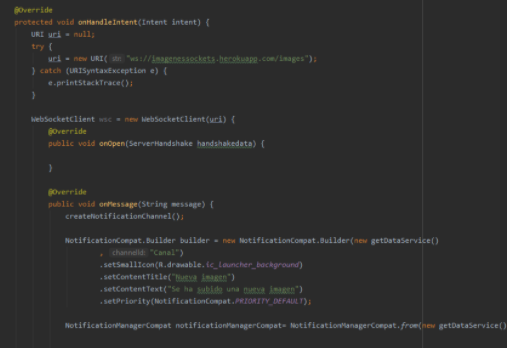 @Override
protected void onHandleIntent(Intent intent) {
URI uri = null;
try {
uri = new URI( str: "ws://imagenessockets.herokuapp.com/images");
} catch (URISyntaxException e) {
e.printStackTrace();
}
WebSocketClient wsc = new WebSocketClient(uri) {
@Override
public void onOpen(ServerHandshake handshakedata) {
}
@Override
public void onMessage(String message) {
createNotificationChannel();
NotificationCompat.Builder builder = new NotificationCompat.Builder(new getDataService()
, channelId: "Canal")
.setSmallIcon(R.drawable.ic_launcher_background)
.setContentTitle("Nueva imagen")
.setContentText("Se ha subido una nueva imagen")
.setPriority(NotificationCompat.PRIORITY_DEFAULT);
NotificationManagerCompat notificationManagerCompat= NotificationManagerCompat.from(new getDataService()